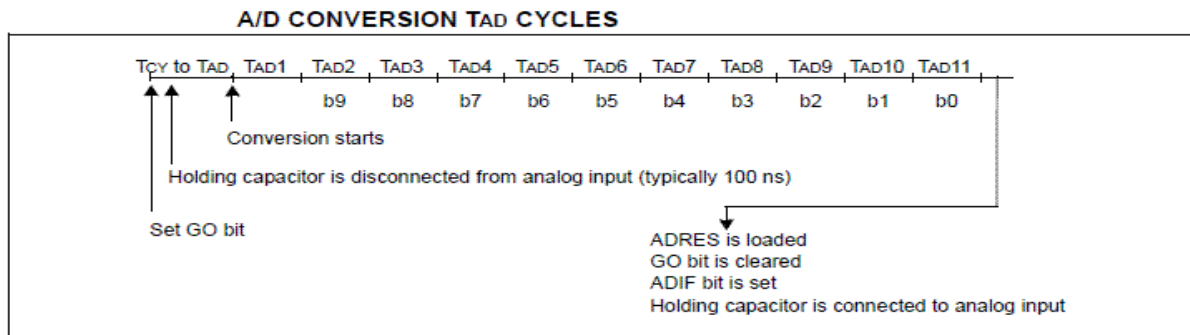 A/D CONVERSION TAD CYCLES
TCY to TAD TAD1 TAD2 TAD3 TAD4 TAD5 TAD6 TAD7 TAD8 TAD9 TAD10 TAD11
b9 b8 b7 b6 b5 b4 b3 b2 b1 b0
Conversion starts
Holding capacitor is disconnected from analog input (typically 100 ns)
Set GO bit
ADRES is loaded
GO bit is cleared
ADIF bit is set
Holding capacitor is connected to analog input